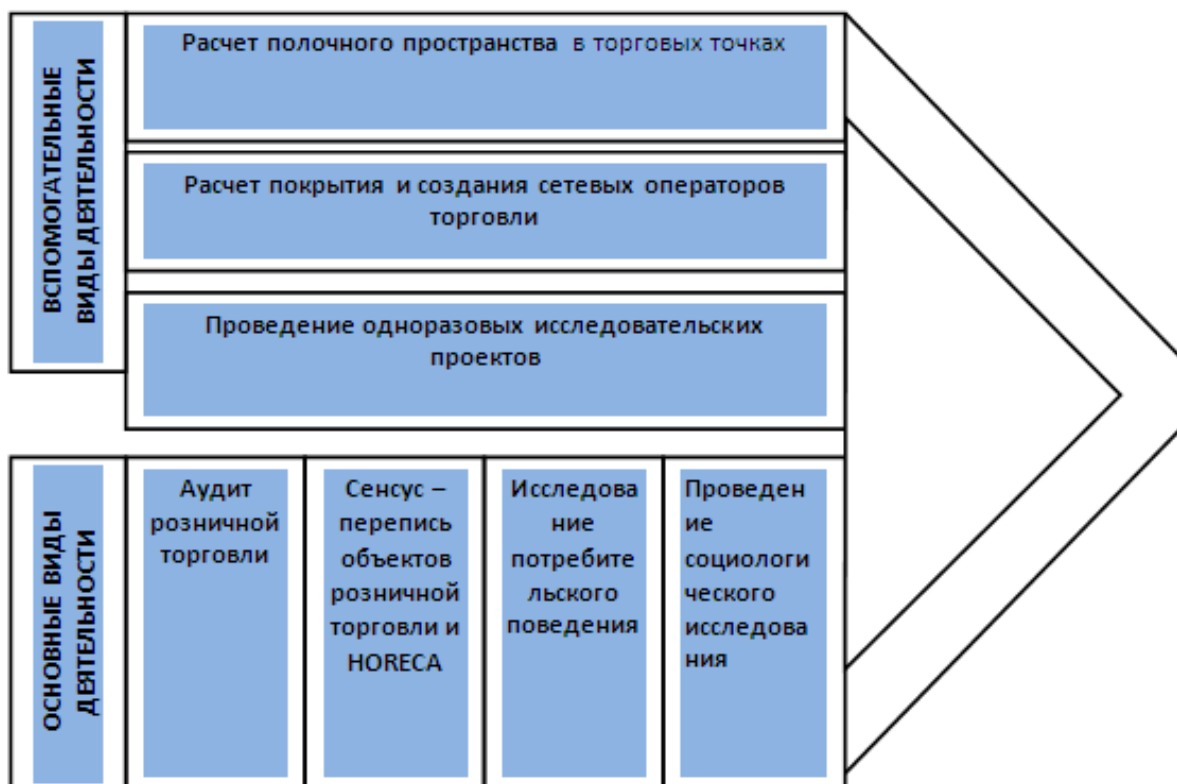 ВСПОМОГАТЕЛЬНЫЕ
ВИДЫ ДЕЯТЕЛЬНОСТИ
Расчет полочного пространства в торговых точках
Расчет покрытия и создания сетевых операторов
торговли
Проведение одноразовых исследовательских
проектов
ОСНОВНЫЕ ВИДЫ
ДЕЯТЕЛЬНОСТИ
Аудит
розничной
торговли
Сенсус –
перепись
объектов
розничной
торговли и
HORECA
Исследова
ние
потребите
льского
поведения
Проведен
ие
социологи
ческого
исследова
ния